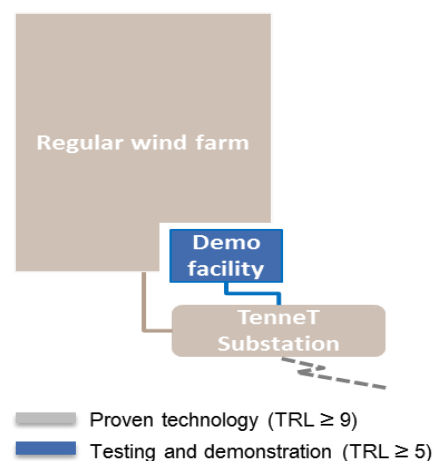 Regular wind farm
Demo
facility
TenneT
Substation
Proven technology (TRL ≥ 9)
Testing and demonstration (TRL ≥ 5)